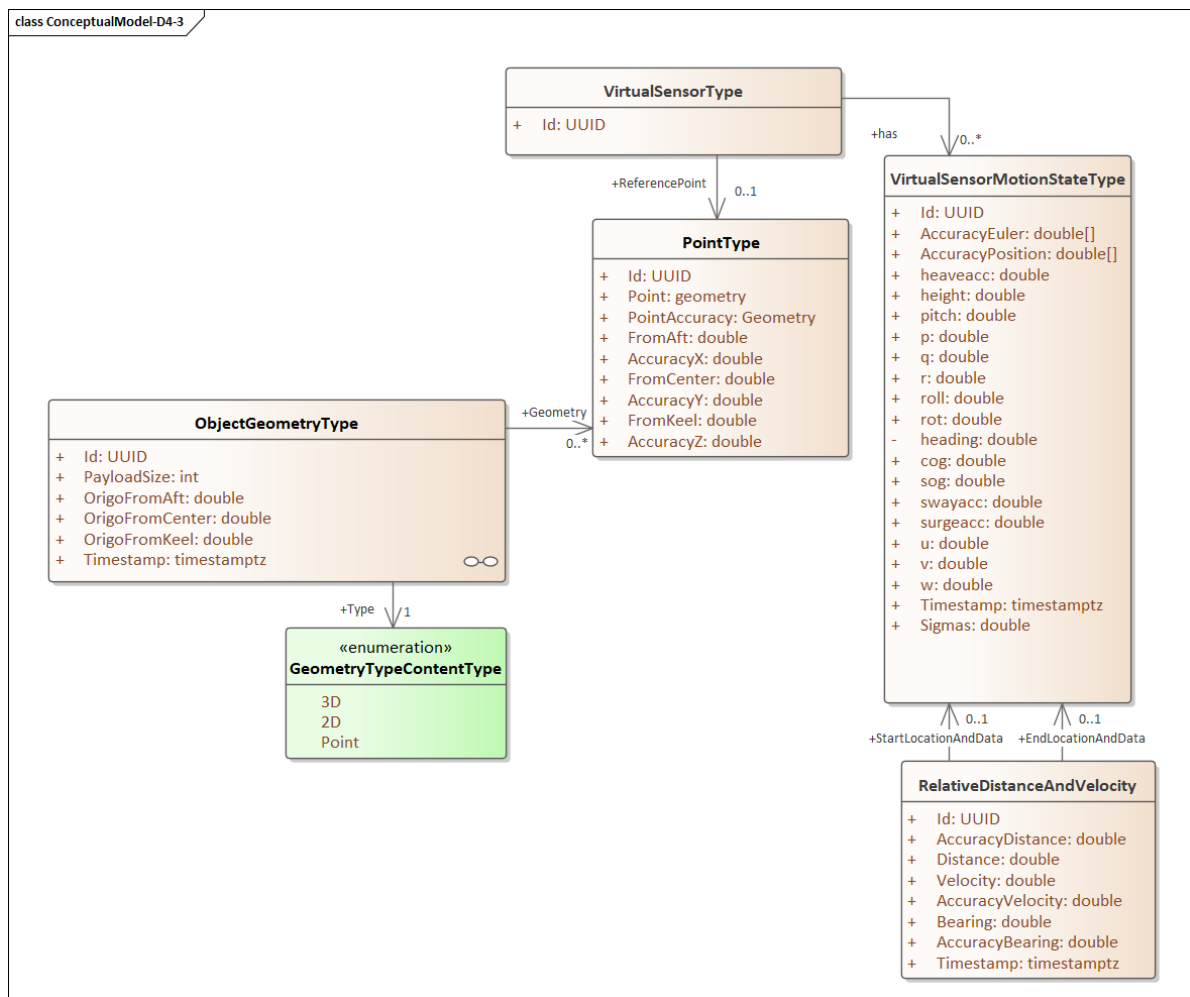 class ConceptualModel-D4-3
VirtualSensorType
+ Id: UUID
+has
0..*
+ReferencePoint
0..1
VirtualSensorMotionStateType
+ Id: UUID
+ AccuracyEuler: double[]
+ AccuracyPosition: double[]
+ heaveacc: double
+ height: double
+ pitch: double
+ p: double
+ q: double
+ r: double
+ roll: double
+ rot: double
- heading: double
+ cog: double
+ sog: double
+ swayacc: double
+ surgeacc: double
+ u: double
+ v: double
+ w: double
+ Timestamp: timestamptz
+ Sigmas: double
PointType
+ Id: UUID
+ Point: geometry
+ PointAccuracy: Geometry
+ FromAft: double
+ AccuracyX: double
+ FromCenter: double
+ AccuracyY: double
+ FromKeel: double
+ AccuracyZ: double
+Geometry
0..*
ObjectGeometryType
+ Id: UUID
+ PayloadSize: int
+ OrigoFromAft: double
+ OrigoFromCenter: double
+ OrigoFromKeel: double
+ Timestamp: timestamptz
+Type
1
«enumeration»
GeometryTypeContentType
3D
2D
Point
0..1
0..1
+StartLocationAndData
+EndLocationAndData
RelativeDistanceAndVelocity
+ Id: UUID
+ AccuracyDistance: double
+ Distance: double
+ Velocity: double
+ AccuracyVelocity: double
+ Bearing: double
+ AccuracyBearing: double
+ Timestamp: timestamptz